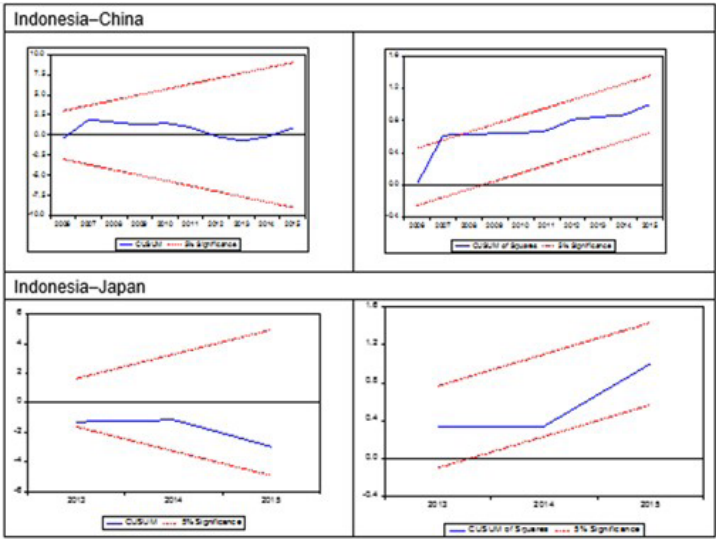 Indonesia–China
10.0
7.5
5.0
2.5
0.0
-2.5
-5.0
-7.5
-10.0
2006 2007 2008 2009 2010 2011 2012 2013 2014 2015
CUSUM 5% Significance
1.6
1.2
0.8
0.4
0.0
-0.4
2006 2007 2008 2009 2010 2011 2012 2013 2014 2015
CUSUM of Squares 5% Significance
Indonesia–Japan
6
4
2
0
-2
-4
-6
2013 2014 2015
CUSUM 5% Significance
1.6
1.2
0.8
0.4
0.0
-0.4
2013 2014 2015
CUSUM of Squares 5% Significance